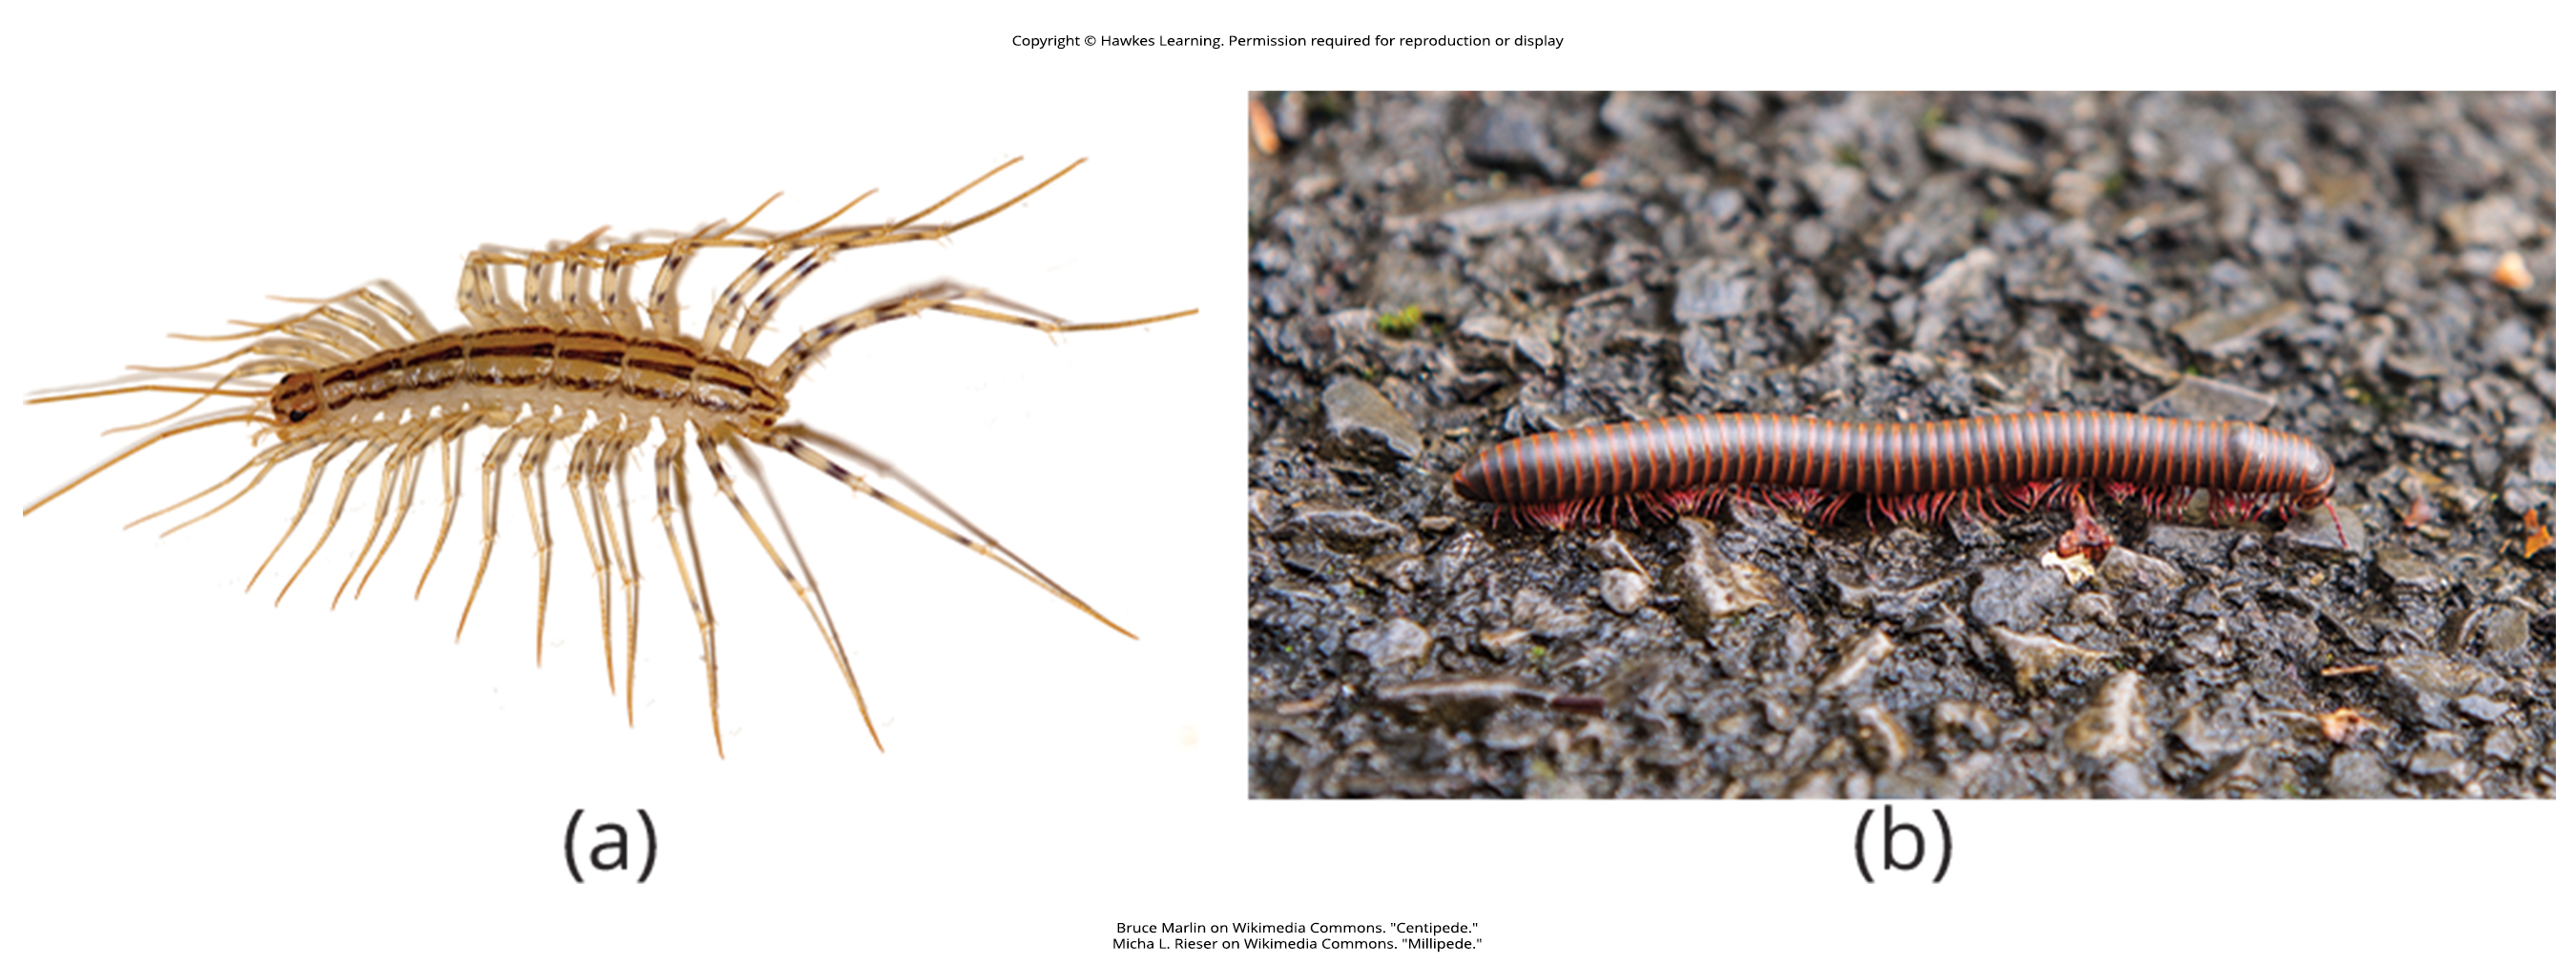 Copyright © Hawkes Learning. Permission required for reproduction or display
(a)
(b)
Bruce Marlin on Wikimedia Commons. "Centipede."
Micha L. Rieser on Wikimedia Commons. "Millipede."